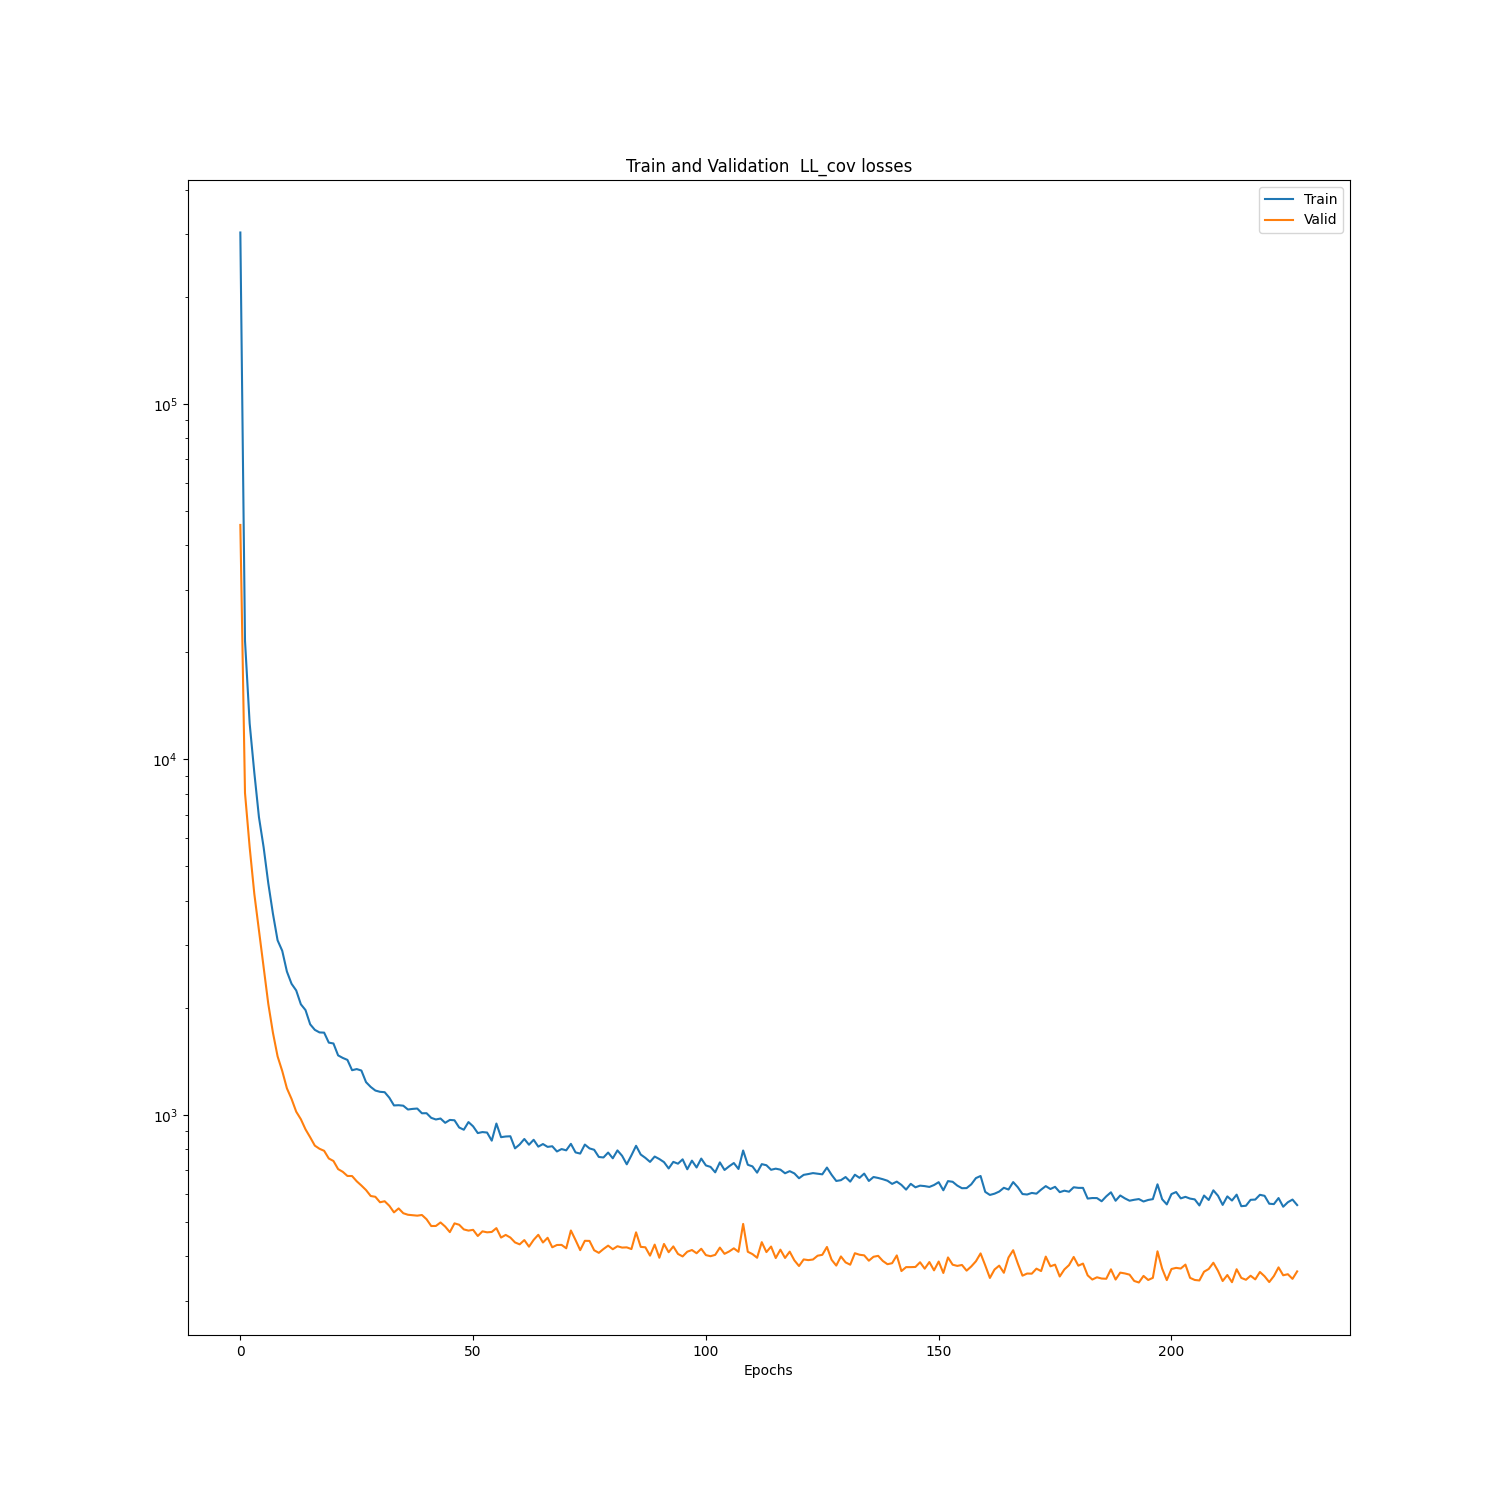 Train and Validation  LL_cov losses
Train
Valid
10^5
10^4
10^3
0 50 100 150 200
Epochs